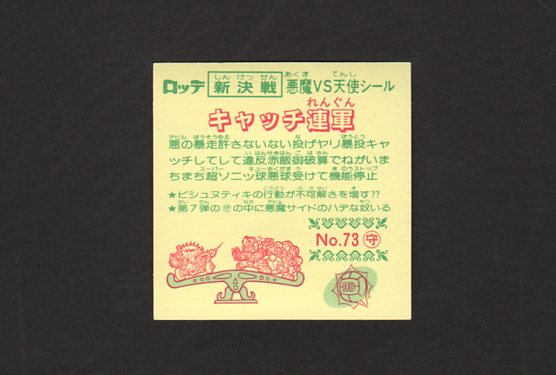 ロッテ 新決戦 悪魔VS天使シール
キャッチ連軍
悪の暴走許さないない投げヤリ暴投キャ
ッチしてして違反赤飯御破算でねがいま
ちまち超ソニッ球悪球受けて機能停止
★ビシュヌティキの行動が不可解さを増す??
★第7弾の守の中に悪魔サイドのハデな奴いる
No.73 守